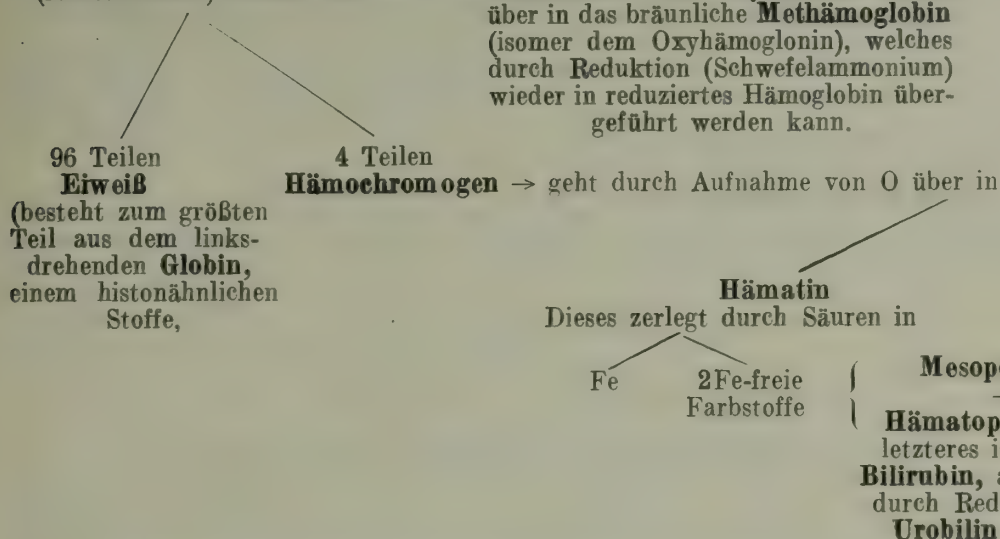 über in das bräunliche Methämoglobin
(isomer dem Oxyhämoglonin), welches
durch Reduktion (Schwefelammonium)
wieder in reduziertes Hämoglobin über-
geführt werden kann.
96 Teilen
Eiweiß
(besteht zum größten
Teil aus dem links-
drehenden Globin,
einem histonähnlichen
Stoffe,
4 Teilen
Hämochromogen → geht durch Aufnahme von O über in
Hämatin
Dieses zerlegt durch Säuren in
Fe
2Fe-freie
Farbstoffe
Mesop
Hämatop
letzteres i
Bilirubin, a
durch Red
Urobilin